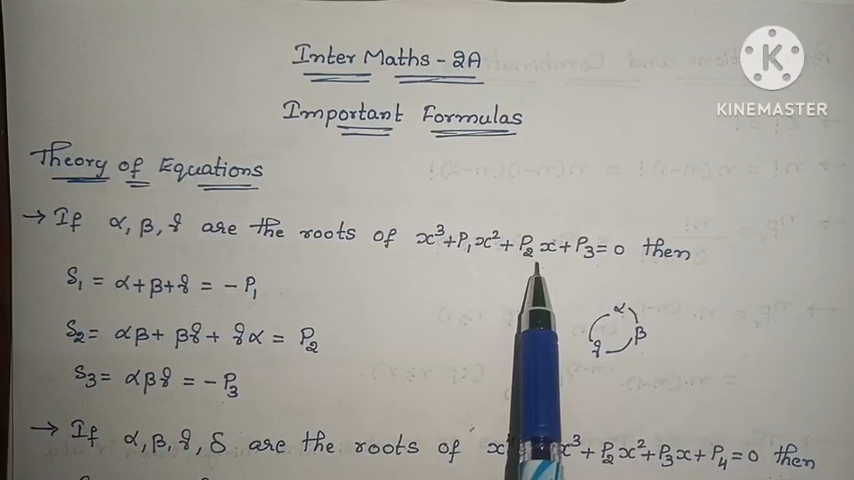 Inter Maths - 2A
Important Formulas
Theory of Equations
→ If α, β, γ are the roots of x³+P₁x²+P₂x+P₃=0 then
S₁ = α+β+γ = -P₁
S₂ = αβ+βγ+γα = P₂
S₃ = αβγ = -P₃
α
β
γ
→ If α, β, γ, δ are the roots of x³+P₂x²+P₃x+P₄=0 then
K
KINEMASTER